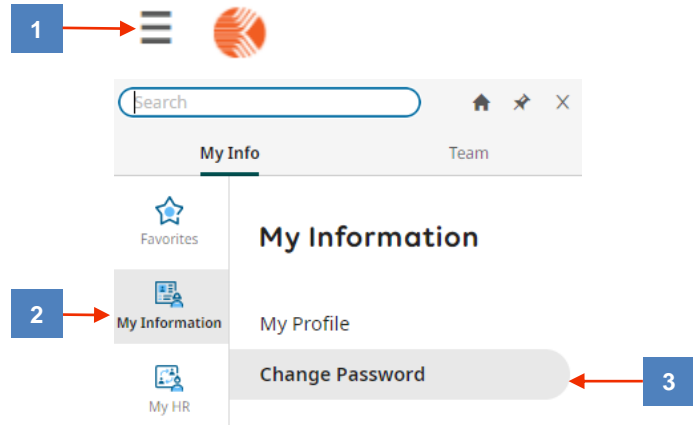 1
Search
My Info
Team
Favorites
My Information
2
My Information
My Profile
Change Password
3
My HR